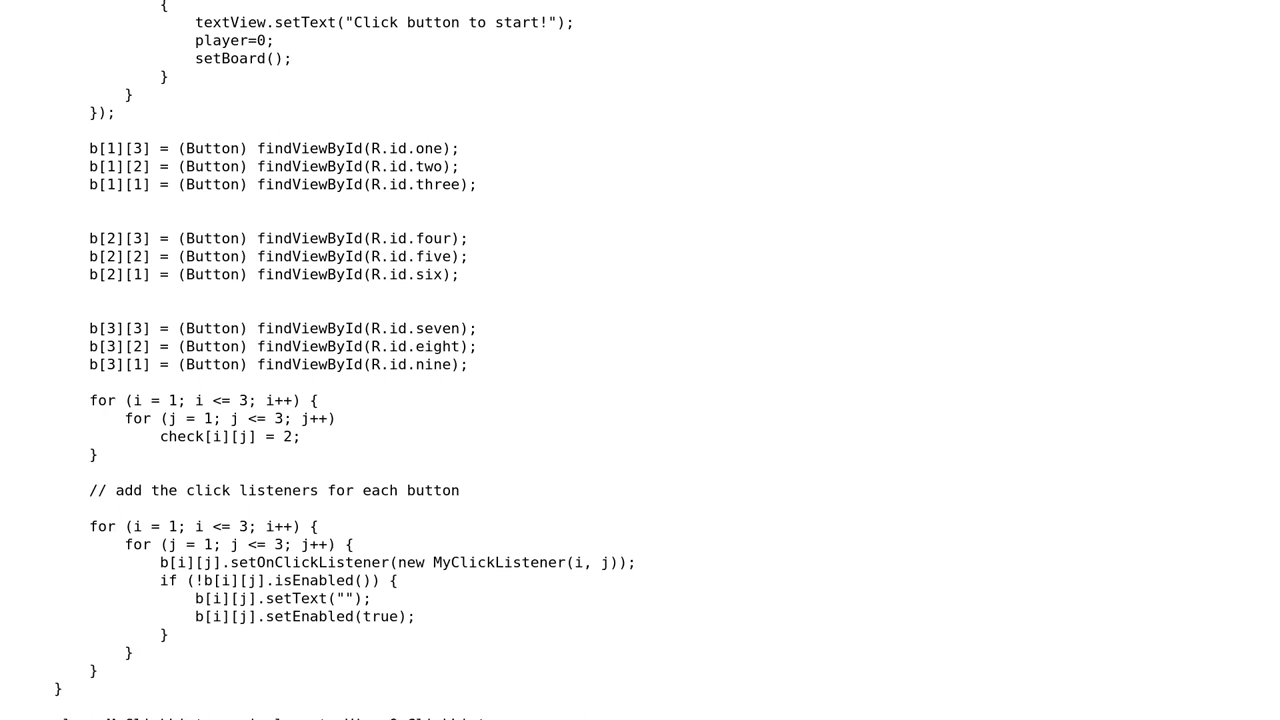 {
textView.setText("Click button to start!");
player=0;
setBoard();
}
}
});
b[1][3] = (Button) findViewById(R.id.one);
b[1][2] = (Button) findViewById(R.id.two);
b[1][1] = (Button) findViewById(R.id.three);
b[2][3] = (Button) findViewById(R.id.four);
b[2][2] = (Button) findViewById(R.id.five);
b[2][1] = (Button) findViewById(R.id.six);
b[3][3] = (Button) findViewById(R.id.seven);
b[3][2] = (Button) findViewById(R.id.eight);
b[3][1] = (Button) findViewById(R.id.nine);
for (i = 1; i <= 3; i++) {
for (j = 1; j <= 3; j++)
check[i][j] = 2;
}
// add the click listeners for each button
for (i = 1; i <= 3; i++) {
for (j = 1; j <= 3; j++) {
b[i][j].setOnClickListener(new MyClickListener(i, j));
if (!b[i][j].isEnabled()) {
b[i][j].setText("");
b[i][j].setEnabled(true);
}
}
}
}